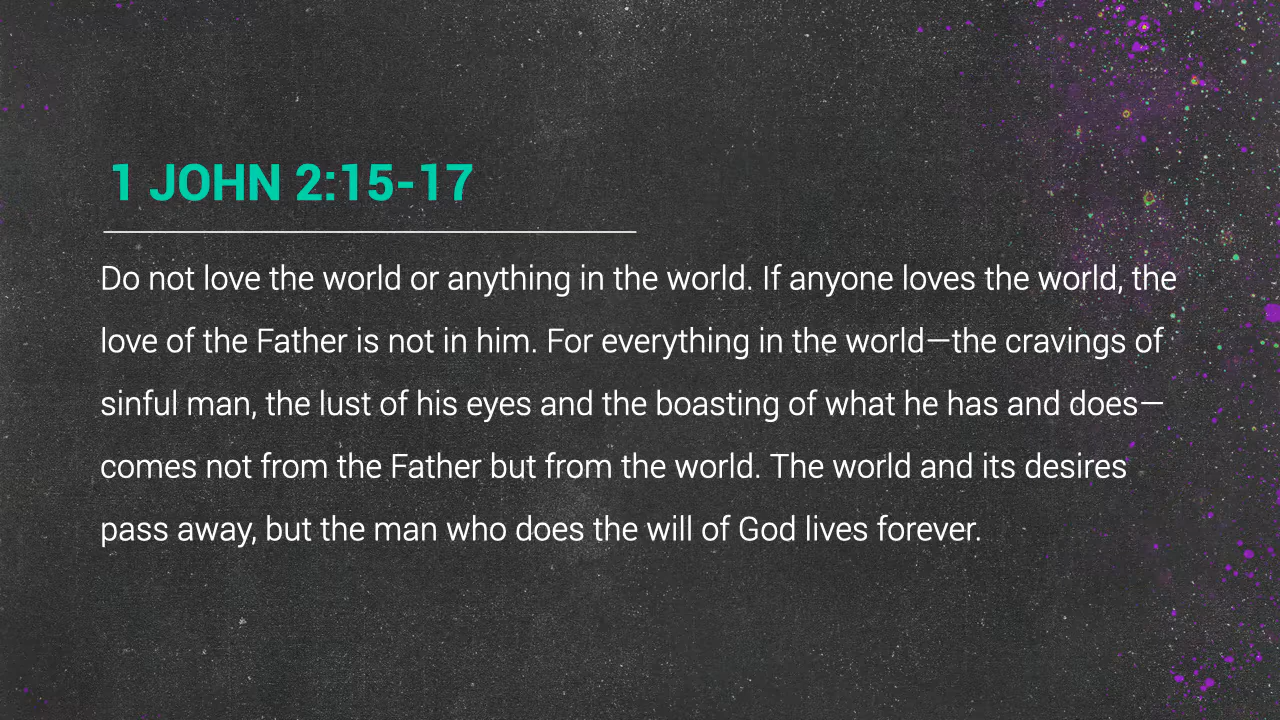 1 JOHN 2:15-17
Do not love the world or anything in the world. If anyone loves the world, the
love of the Father is not in him. For everything in the world—the cravings of
sinful man, the lust of his eyes and the boasting of what he has and does—
comes not from the Father but from the world. The world and its desires
pass away, but the man who does the will of God lives forever.